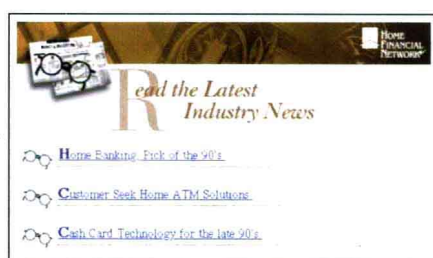 HOME
FINANCIAL
NETWORK
Read the Latest
Industry News
Home Banking, Pick of the 90's
Customer Seek Home ATM Solutions
Cash Card Technology for the late 90's